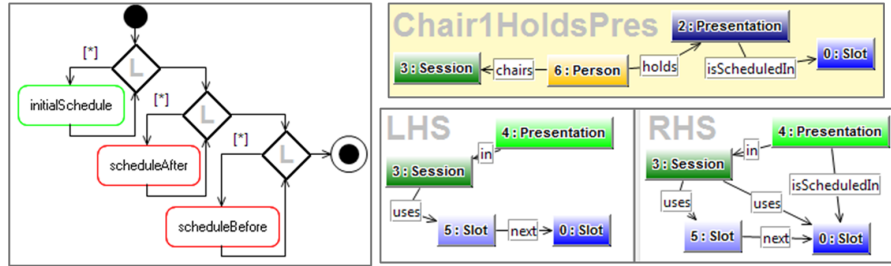 [*]
L
initialSchedule
[*]
L
scheduleAfter
[*]
L
scheduleBefore
Chair1HoldsPres
2 : Presentation
3 : Session
chairs
6 : Person
holds
isScheduledIn
0 : Slot
LHS
4 : Presentation
in
3 : Session
uses
5 : Slot
next
0 : Slot
RHS
4 : Presentation
in
3 : Session
isScheduledIn
uses
uses
5 : Slot
next
0 : Slot